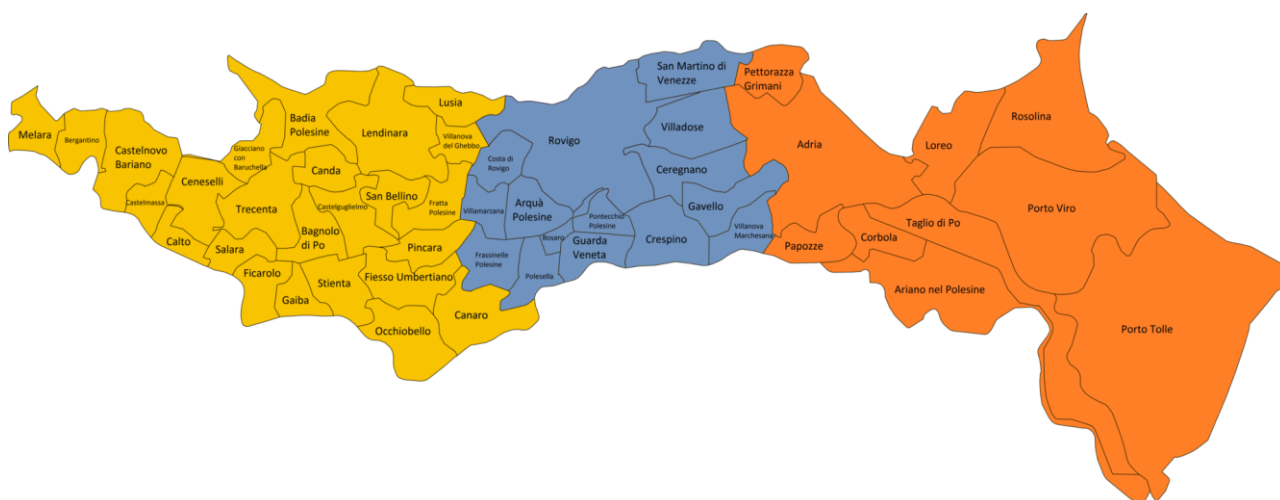 Melara
Bergantino
Castelnovo
Bariano
Castelmassa
Ceneselli
Calto
Salara
Giacciano
con
Baruchella
Trecenta
Badia
Polesine
Canda
Lendinara
Lusia
Villanova
del Ghebbo
San Bellino
Castelguglielmo
Fratta
Polesine
Bagnolo
di Po
Pincara
Ficarolo
Gaiba
Stienta
Fiesso Umbertiano
Occhiobello
Canaro
Rovigo
Costa di
Rovigo
Villamarzana
Arquà
Polesine
Frassinelle
Polesine
Polesella
Bosaro
Pontecchio
Polesine
Guarda
Veneta
Crespino
San Martino di
Venezze
Villadose
Ceregnano
Gavello
Villanova
Marchesana
Pettorazza
Grimani
Adria
Papozze
Loreo
Rosolina
Corbola
Taglio di Po
Porto Viro
Ariano nel Polesine
Porto Tolle